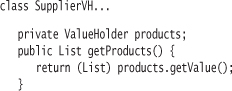 class SupplierVH...
private ValueHolder products;
public List getProducts() {
return (List) products.getValue();
}